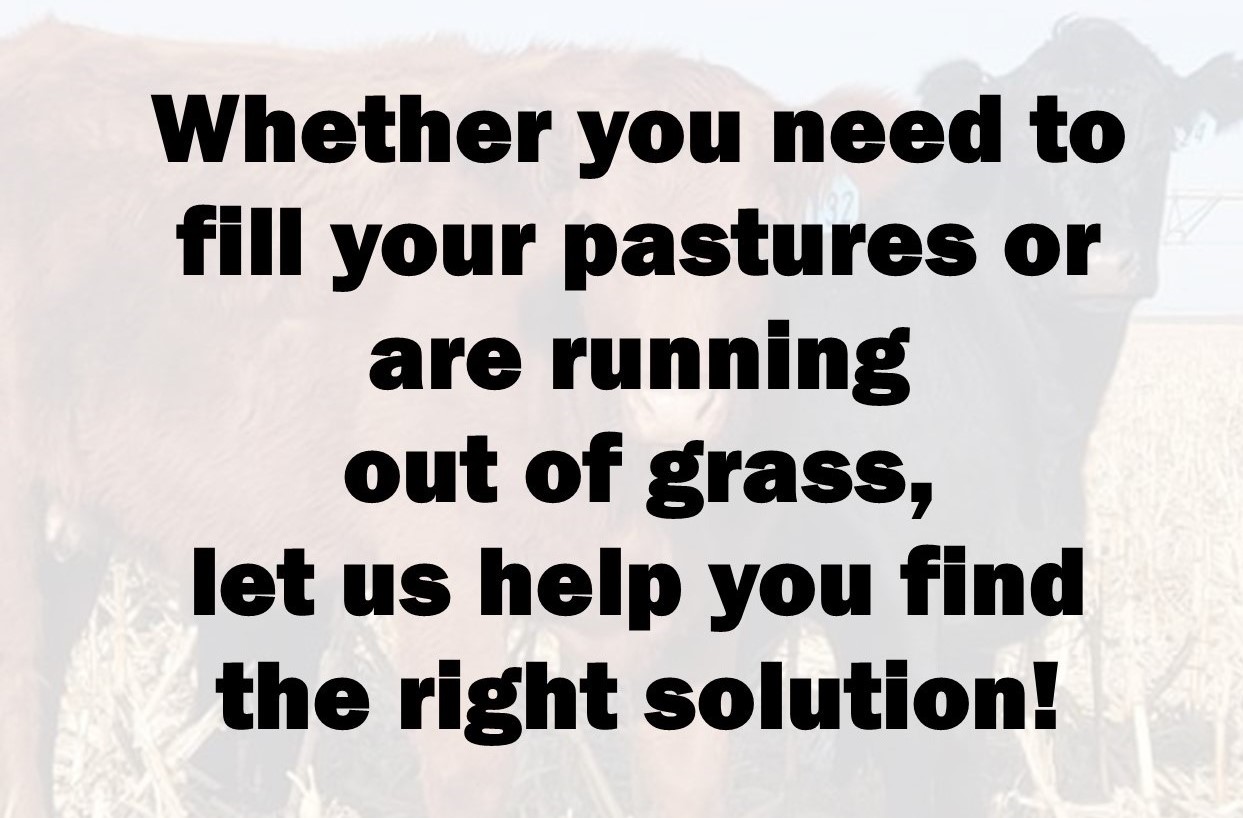 Whether you need to
fill your pastures or
are running
out of grass,
let us help you find
the right solution!